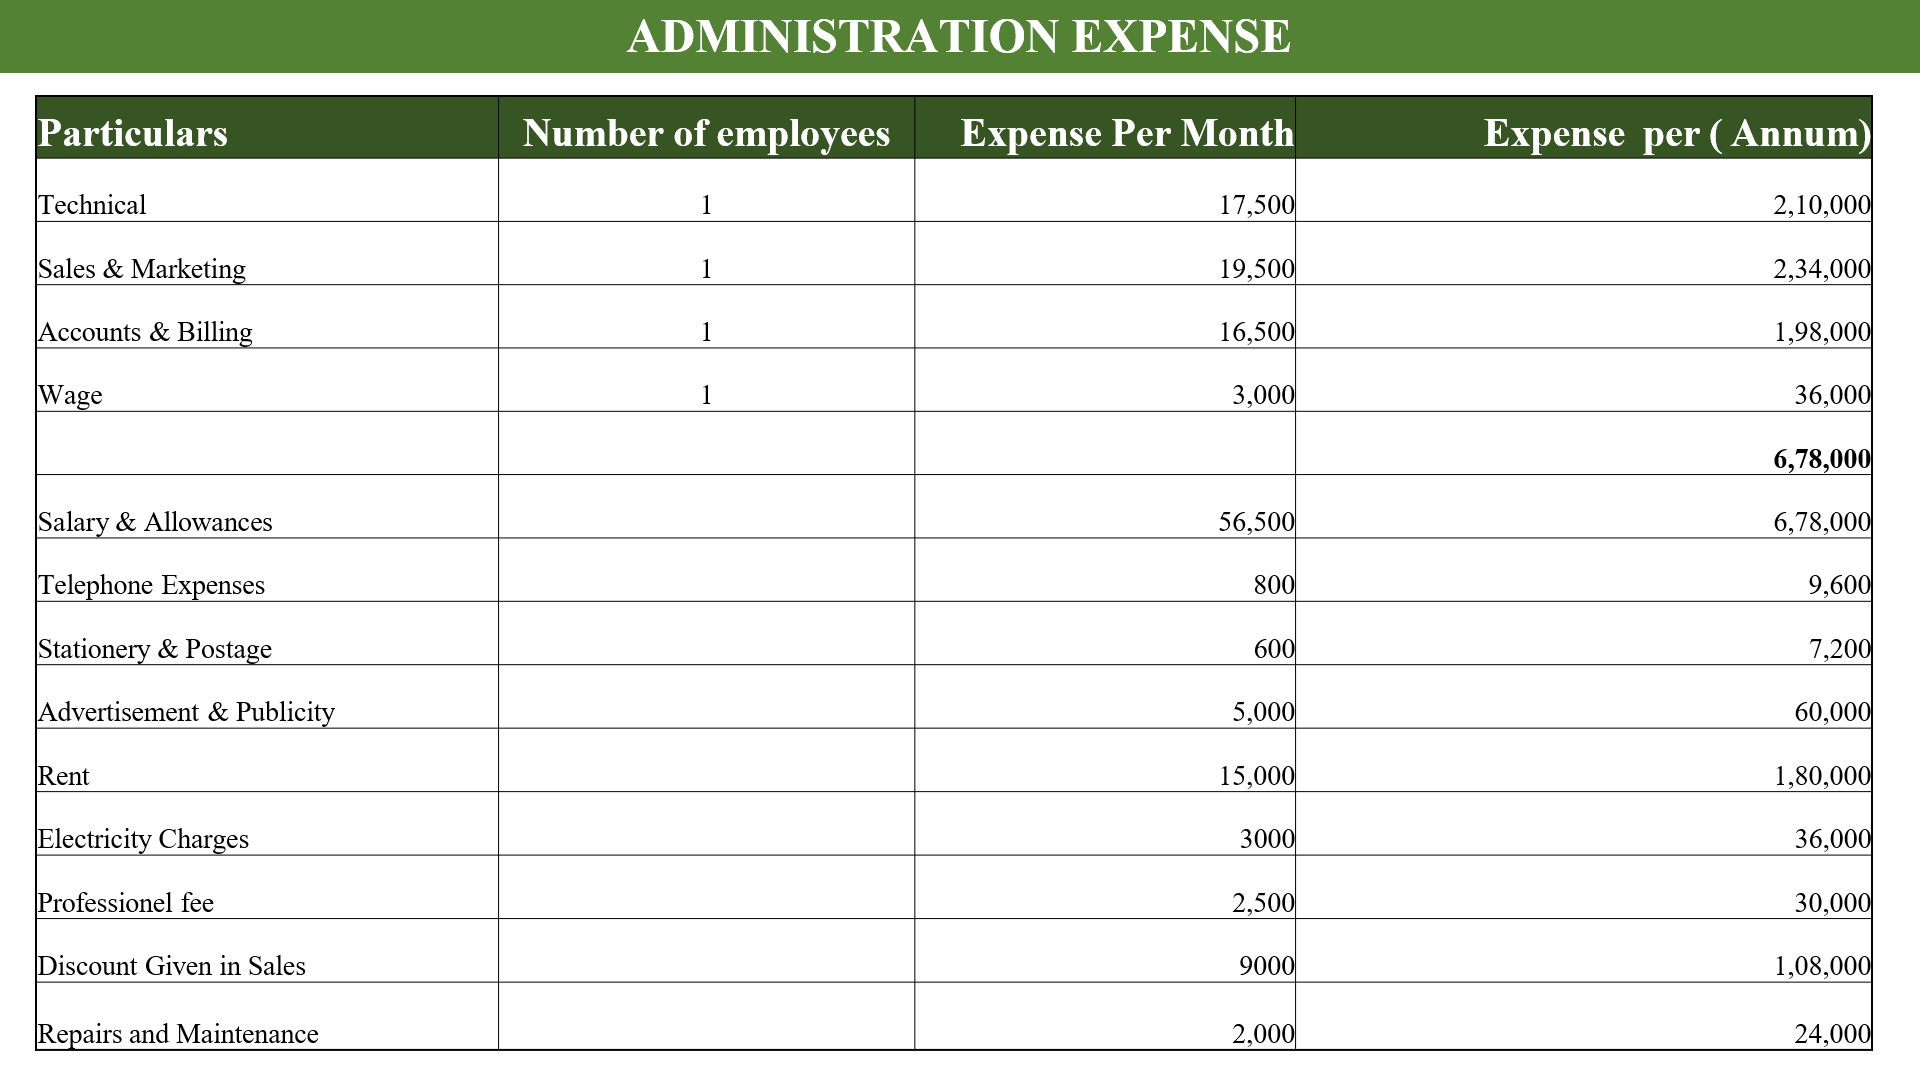 ADMINISTRATION EXPENSE
Particulars Number of employees Expense Per Month Expense  per ( Annum)
Technical 1 17,500 2,10,000
Sales & Marketing 1 19,500 2,34,000
Accounts & Billing 1 16,500 1,98,000
Wage 1 3,000 36,000
6,78,000
Salary & Allowances 56,500 6,78,000
Telephone Expenses 800 9,600
Stationery & Postage 600 7,200
Advertisement & Publicity 5,000 60,000
Rent 15,000 1,80,000
Electricity Charges 3000 36,000
Professionel fee 2,500 30,000
Discount Given in Sales 9000 1,08,000
Repairs and Maintenance 2,000 24,000